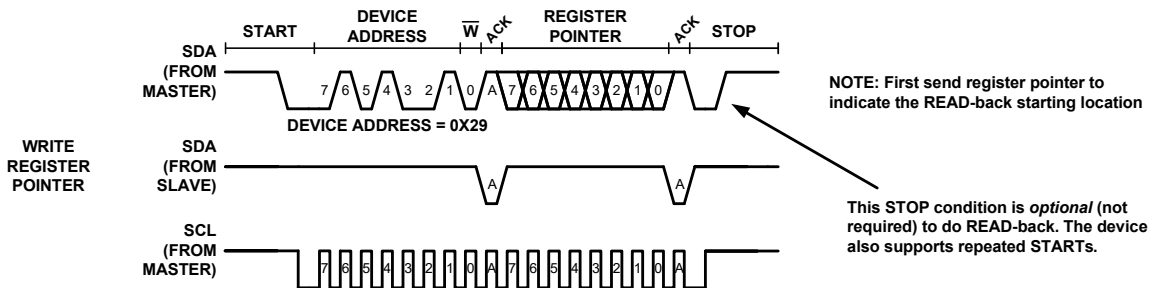 START DEVICE ADDRESS W ACK REGISTER POINTER ACK STOP
SDA (FROM MASTER)
7 6 5 4 3 2 1 0 A 7 6 5 4 3 2 1 0
DEVICE ADDRESS = 0X29
NOTE: First send register pointer to
indicate the READ-back starting location
WRITE
REGISTER
POINTER
SDA
(FROM
SLAVE)
A A
This STOP condition is optional (not
required) to do READ-back. The device
also supports repeated STARTs.
SCL
(FROM
MASTER)
7 6 5 4 3 2 1 0 A 7 6 5 4 3 2 1 0 A